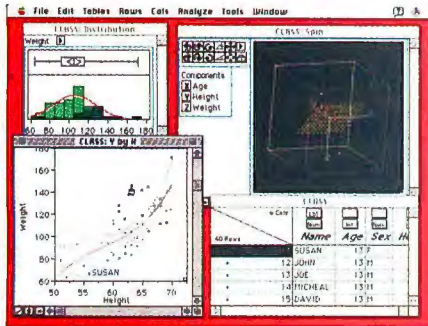 File Edit Tables Rows Cols Analyze Tools Window
CLASS: Distribution
Weight
60 80 100 120 140 160 180
CLASS: Spin
Components
X Age
Y Height
Z Weight
CLASS: Y by X
180
160
140
120
100
80
60
Weight
SUSAN
50 55 60 65 70
Height
CLASS
6 Cols
40 Rows
Name Age Sex
SUSAN 13
12 JOHN 13 M
13 JOE 13 M
14 MICHEAL 13 M
15 DAVID 13 M